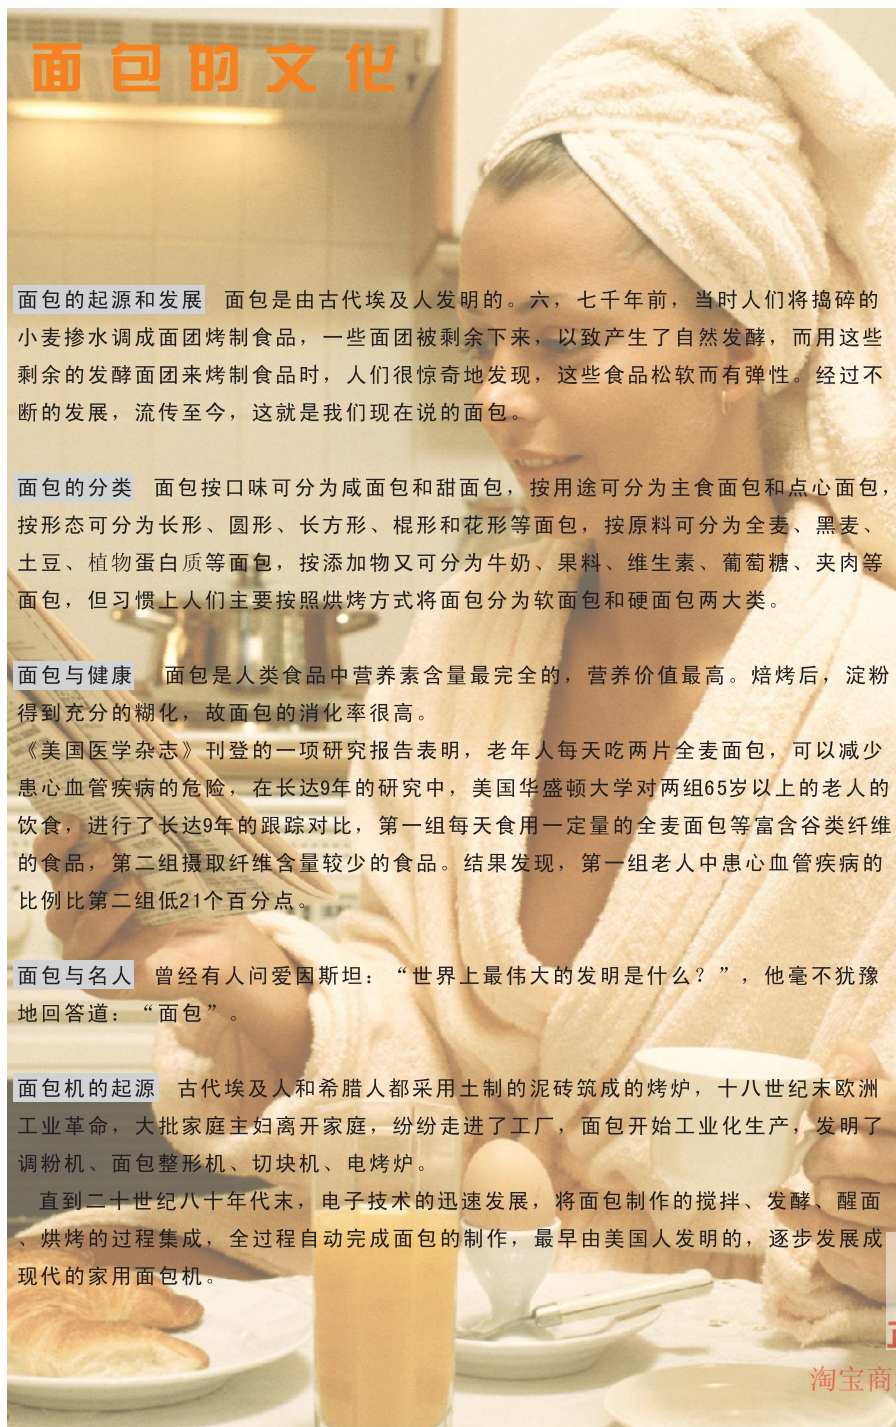 面包的文化
面包的起源和发展 面包是由古代埃及人发明的。六，七千年前，当时人们将捣碎的
小麦掺水调成面团烤制食品，一些面团被剩余下来，以致产生了自然发酵，而用这些
剩余的发酵面团来烤制食品时，人们很惊奇地发现，这些食品松软而有弹性。经过不
断的发展，流传至今，这就是我们现在说的面包。
面包的分类 面包按口味可分为咸面包和甜面包，按用途可分为主食面包和点心面包，
按形态可分为长形、圆形、长方形、棍形和花形等面包，按原料可分为全麦、黑麦、
土豆、植物蛋白质等面包，按添加物又可分为牛奶、果料、维生素、葡萄糖、夹肉等
面包，但习惯上人们主要按照烘烤方式将面包分为软面包和硬面包两大类。
面包与健康 面包是人类食品中营养素含量最完全的，营养价值最高。焙烤后，淀粉
得到充分的糊化，故面包的消化率很高。
《美国医学杂志》刊登的一项研究报告表明，老年人每天吃两片全麦面包，可以减少
患心血管疾病的危险，在长达9年的研究中，美国华盛顿大学对两组65岁以上的老人的
饮食，进行了长达9年的跟踪对比，第一组每天食用一定量的全麦面包等富含谷类纤维
的食品，第二组摄取纤维含量较少的食品。结果发现，第一组老人中患心血管疾病的
比例比第二组低21个百分点。
面包与名人 曾经有人问爱因斯坦：“世界上最伟大的发明是什么？”，他毫不犹豫
地回答道：“面包”。
面包机的起源 古代埃及人和希腊人都采用土制的泥砖筑成的烤炉，十八世纪末欧洲
工业革命，大批家庭主妇离开家庭，纷纷走进了工厂，面包开始工业化生产，发明了
调粉机、面包整形机、切块机、电烤炉。
直到二十世纪八十年代末，电子技术的迅速发展，将面包制作的搅拌、发酵、醒面
、烘烤的过程集成，全过程自动完成面包的制作，最早由美国人发明的，逐步发展成
现代的家用面包机。
淘宝商